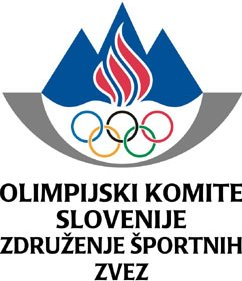 OLIMPIJSKI KOMITE
SLOVENIJE
ZDRUŽENJE ŠPORTNIH
ZVEZ